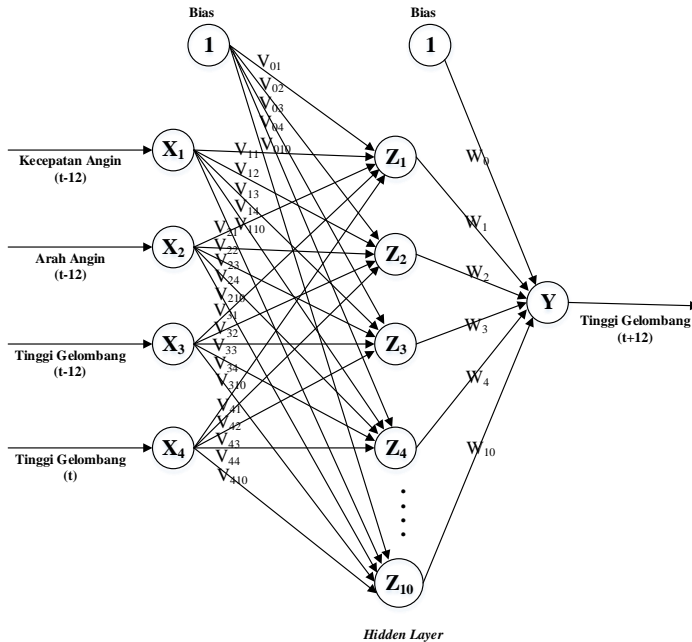 Bias
Bias
1
1
V01
V02
V03
V04
V010
X1
Kecepatan Angin
(t-12)
V11
V12
V13
V14
V110
Z1
W0
W1
X2
Arah Angin
(t-12)
V21
V22
V23
V24
V210
Z2
W2
Y
Tinggi Gelombang
(t+12)
X3
Tinggi Gelombang
(t-12)
V31
V32
V33
V34
V310
Z3
W3
W4
X4
Tinggi Gelombang
(t)
V41
V42
V43
V44
V410
Z4
W10
Z10
Hidden Layer